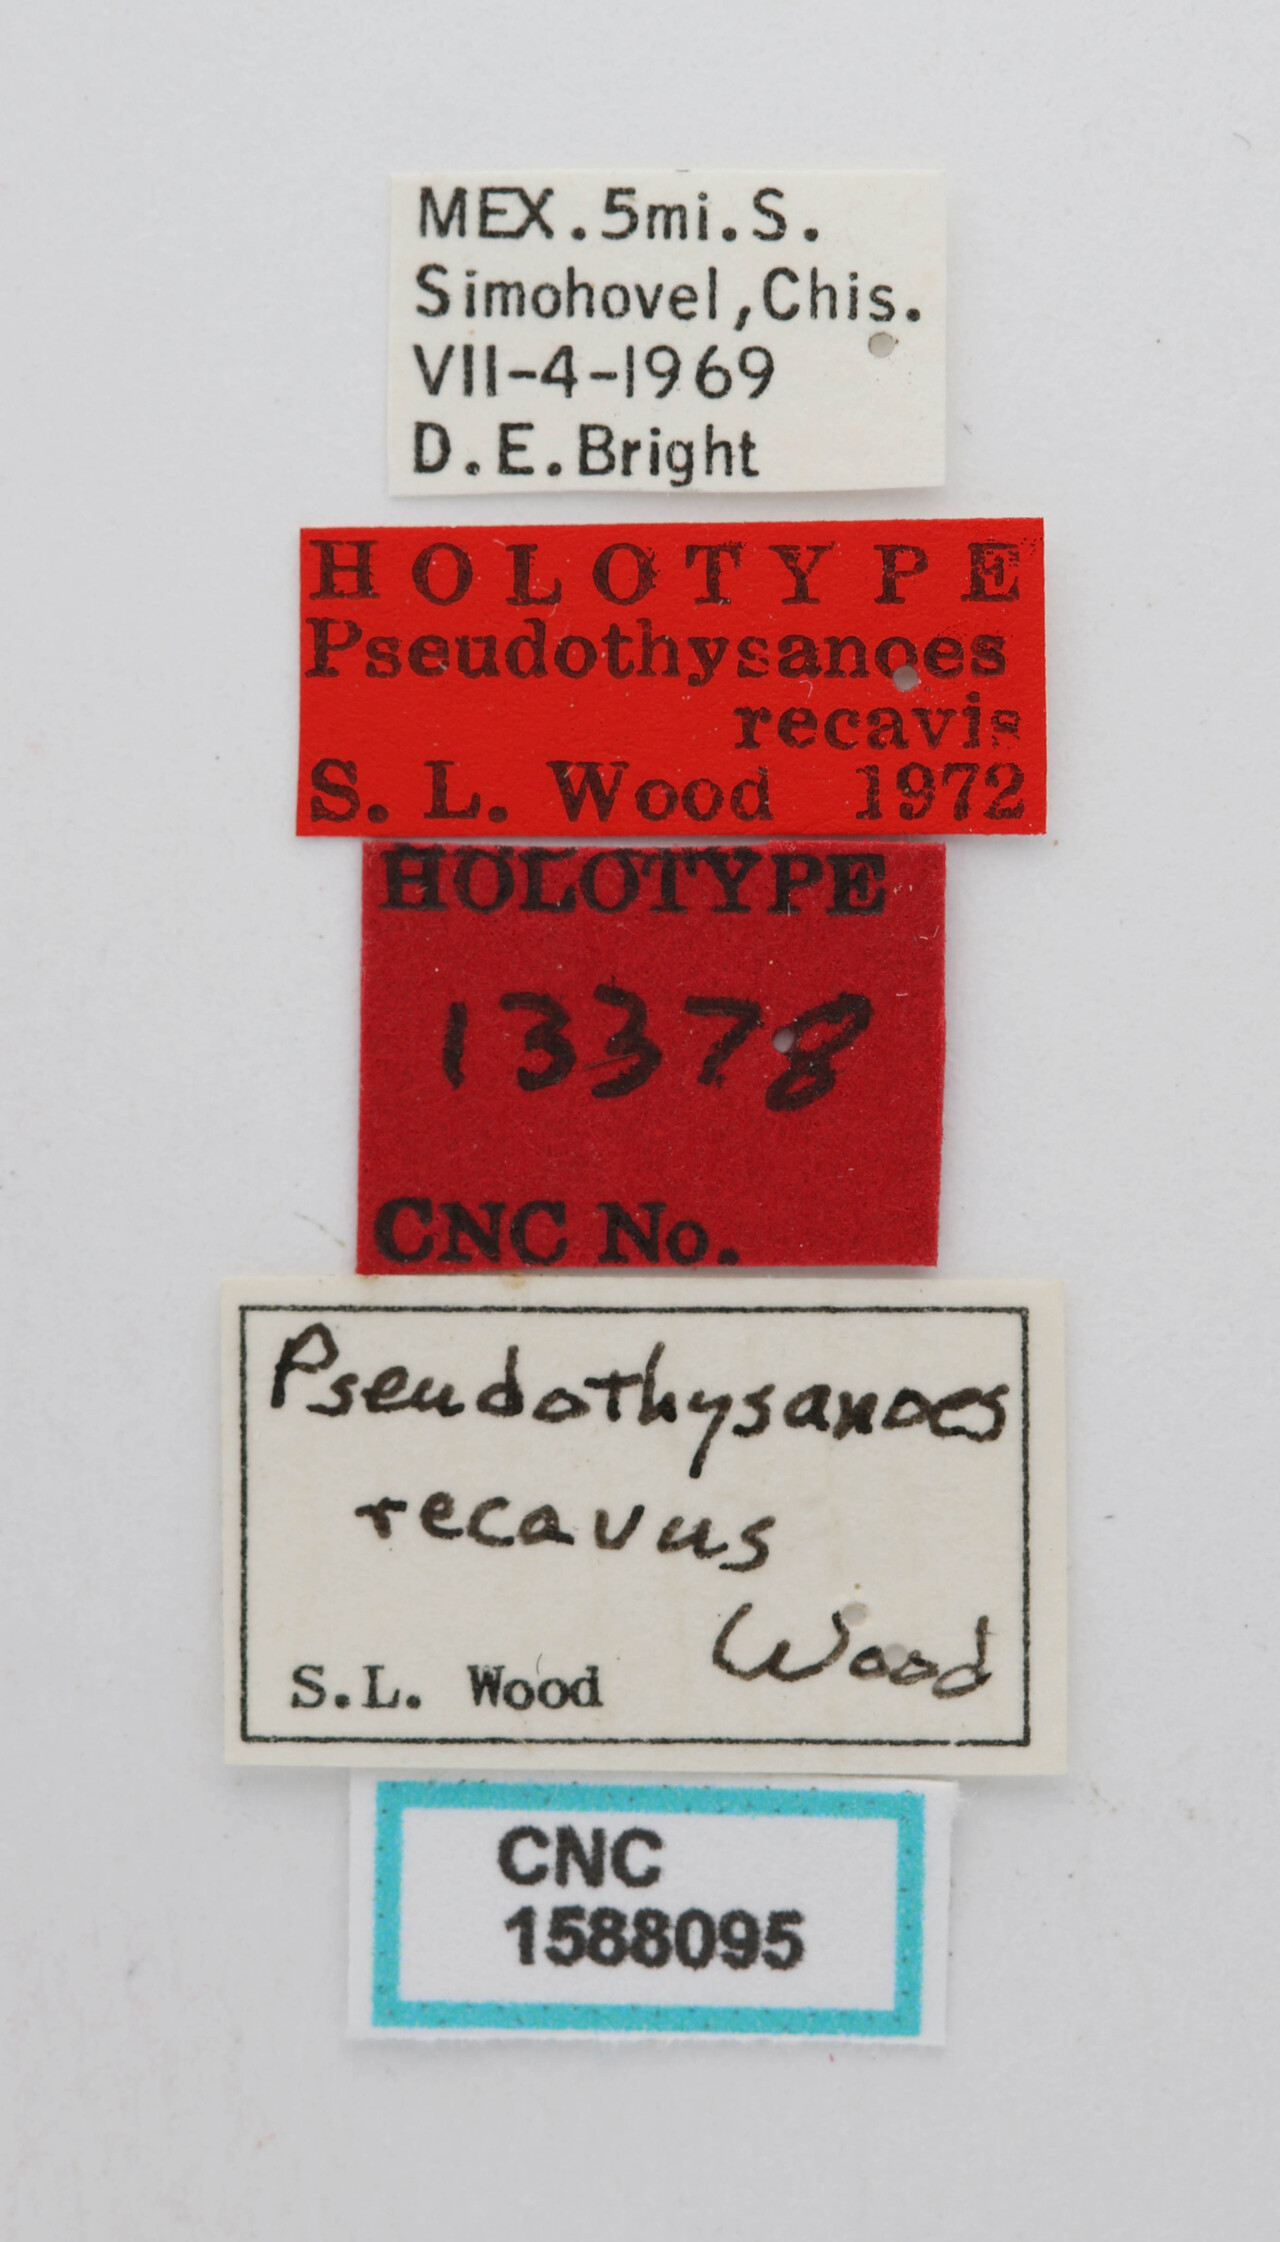 MEX.5mi.S.
Simohovel,Chis.
VII-4-1969
D.E.Bright
HOLOTYPE
Pseudothysanoes
recavis
S. L. Wood 1972
HOLOTYPE
13378
CNC No.
Pseudothysanoes
recavus
Wood
S.L. Wood
CNC
1588095